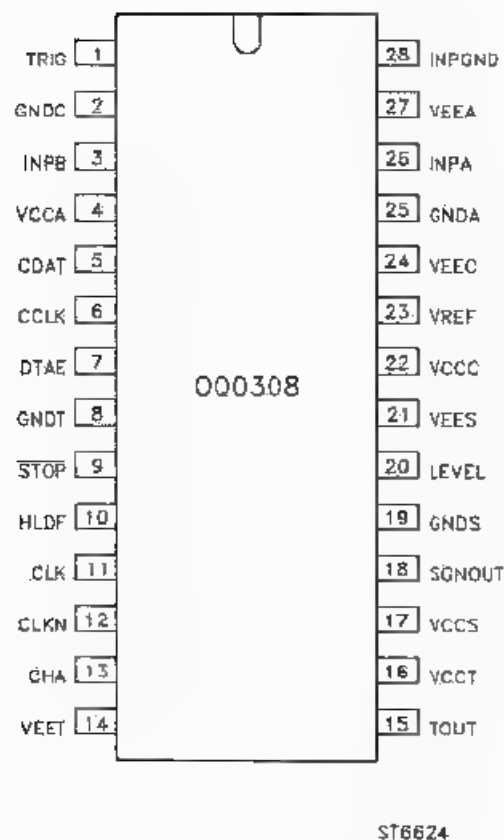 TRIG 1 28 INPGND
GNDC 2 27 VEEA
INPB 3 26 INPA
VCCA 4 25 GNDA
CDAT 5 24 VEEC
CCLK 6 23 VREF
DTAE 7 22 VCCC
OQ0308
GNDT 8 21 VEES
STOP 9 20 LEVEL
HLDF 10 19 GNDS
CLK 11 18 SGNOUT
CLKN 12 17 VCCS
CHA 13 16 VCCT
VEET 14 15 TOUT
ST6624